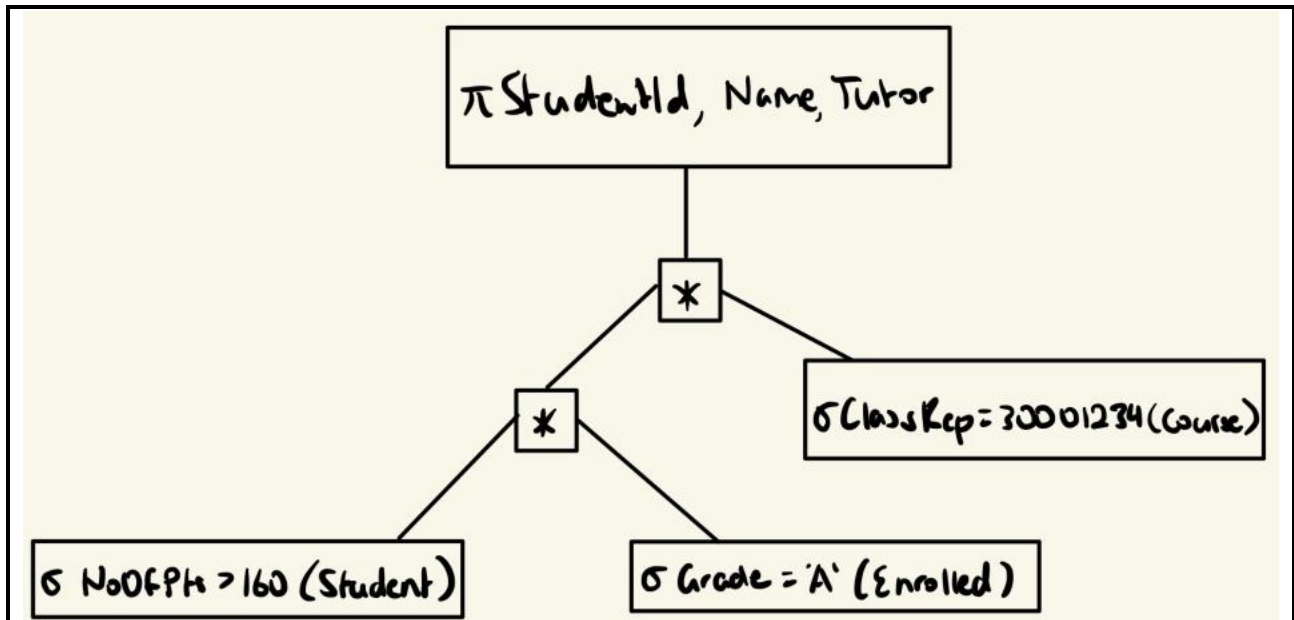 π StudentId, Name, Tutor
*
*
σ ClassRep = 30001234 (Course)
σ NoOfPts > 160 (Student)
σ Grade = 'A' (Enrolled)